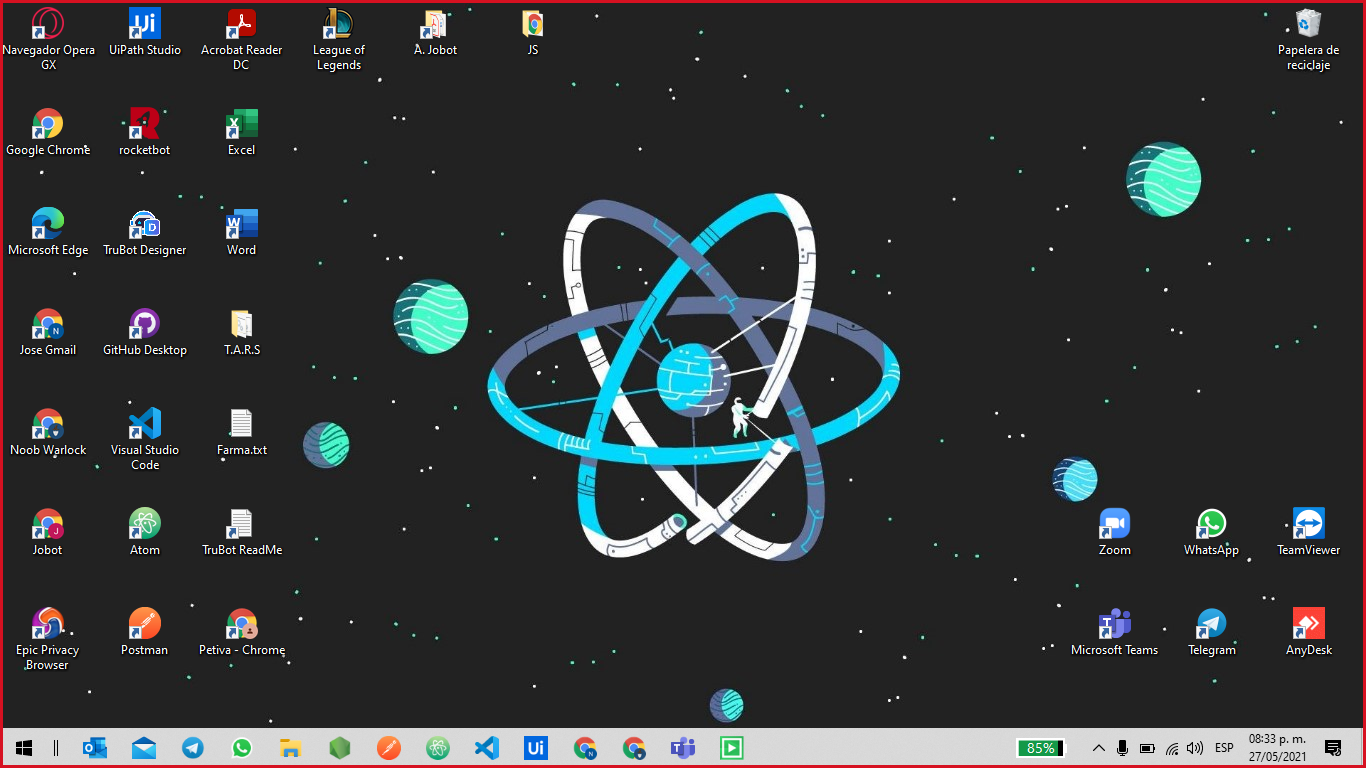 Navegador Opera
GX
UiPath Studio
Acrobat Reader
DC
League of
Legends
A. Jobot
JS
Papelera de
reciclaje
Google Chrome
rocketbot
Excel
Microsoft Edge
TruBot Designer
Word
Jose Gmail
GitHub Desktop
T.A.R.S
Noob Warlock
Visual Studio
Code
Farma.txt
Jobot
Atom
TruBot ReadMe
Zoom
WhatsApp
TeamViewer
Epic Privacy
Browser
Postman
Petiva - Chrome
Microsoft Teams
Telegram
AnyDesk
Ui
85%
ESP
08:33 p. m.
27/05/2021